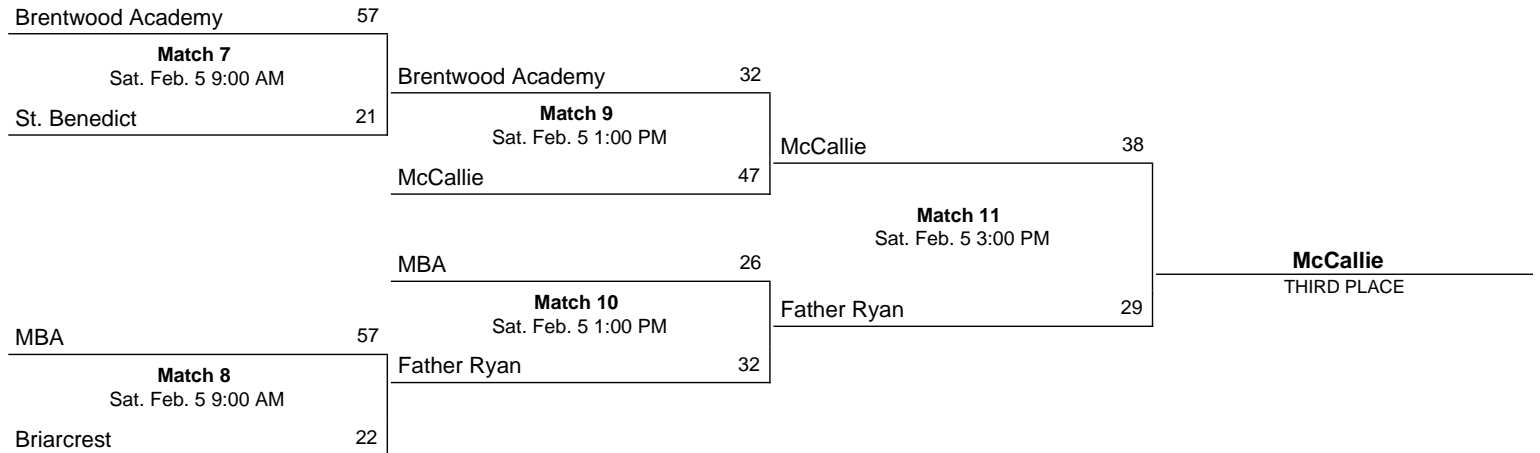 Brentwood Academy 57
Match 7
Sat. Feb. 5 9:00 AM
St. Benedict 21
Brentwood Academy 32
Match 9
Sat. Feb. 5 1:00 PM
McCallie 47
McCallie 38
Match 11
Sat. Feb. 5 3:00 PM
Father Ryan 29
McCallie
THIRD PLACE
MBA 26
Match 10
Sat. Feb. 5 1:00 PM
Father Ryan 32
MBA 57
Match 8
Sat. Feb. 5 9:00 AM
Briarcrest 22